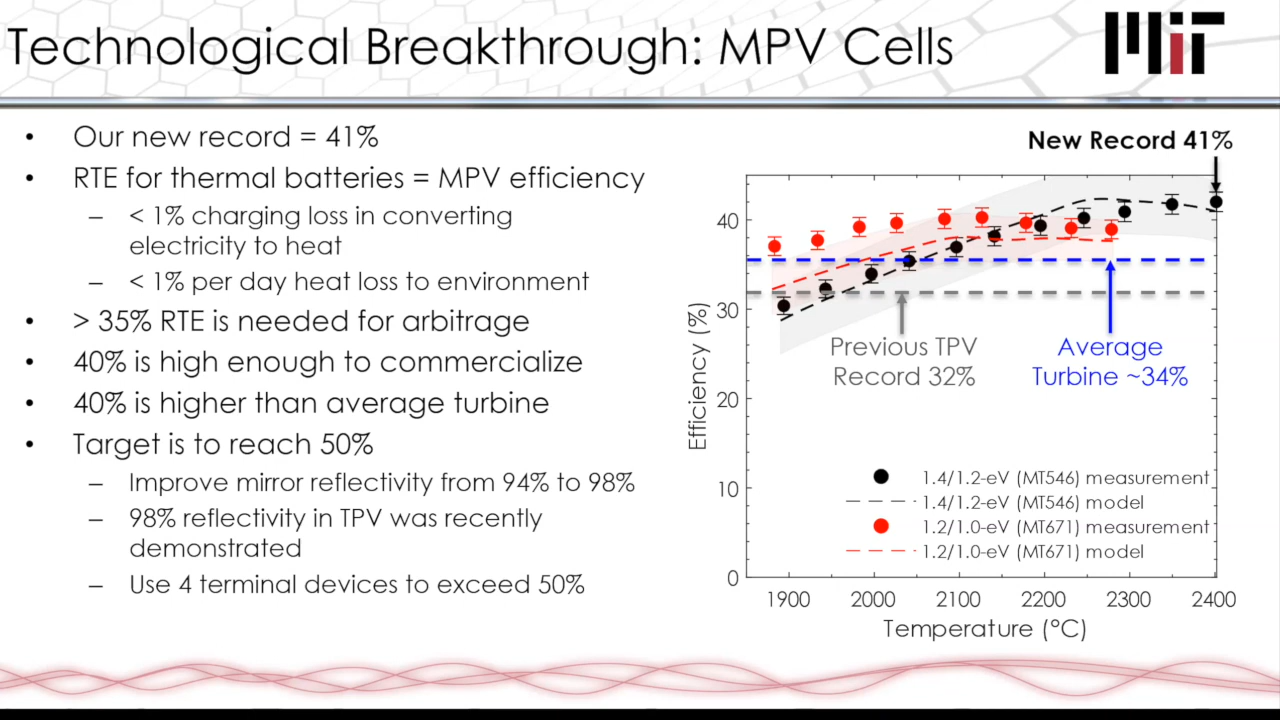 Technological Breakthrough: MPV Cells
MIT
• Our new record = 41%
• RTE for thermal batteries = MPV efficiency
– < 1% charging loss in converting
electricity to heat
– < 1% per day heat loss to environment
• > 35% RTE is needed for arbitrage
• 40% is high enough to commercialize
• 40% is higher than average turbine
• Target is to reach 50%
– Improve mirror reflectivity from 94% to 98%
– 98% reflectivity in TPV was recently
demonstrated
– Use 4 terminal devices to exceed 50%
New Record 41%
40
30
20
10
0
Efficiency (%)
Previous TPV
Record 32%
Average
Turbine ~34%
1.4/1.2-eV (MT546) measurement
1.4/1.2-eV (MT546) model
1.2/1.0-eV (MT671) measurement
1.2/1.0-eV (MT671) model
1900 2000 2100 2200 2300 2400
Temperature (°C)